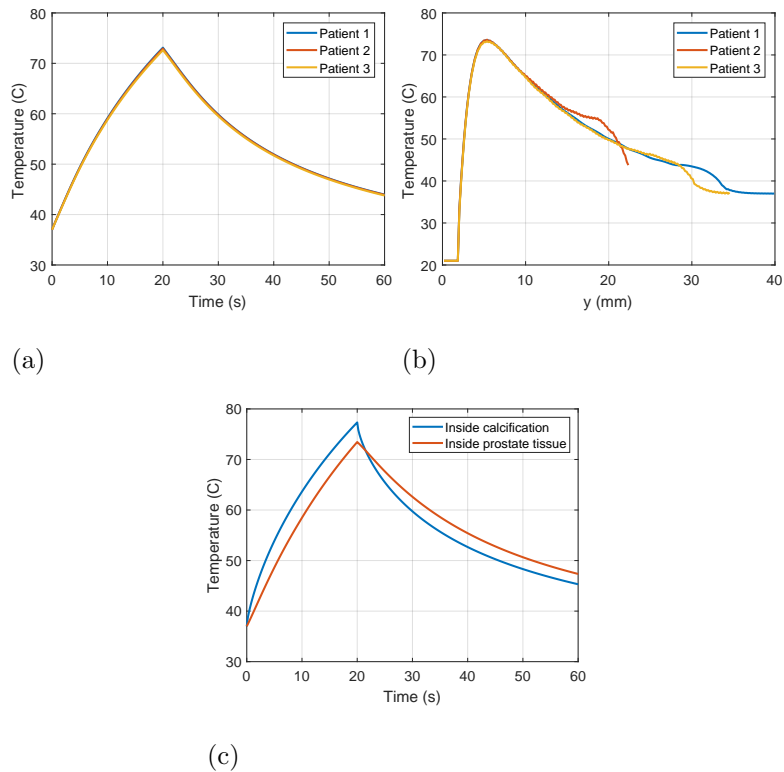 80
70
60
50
40
30
Temperature (C)
0 10 20 30 40 50 60
Time (s)
Patient 1
Patient 2
Patient 3
(a)
80
70
60
50
40
30
20
Temperature (C)
0 10 20 30 40
y (mm)
Patient 1
Patient 2
Patient 3
(b)
80
70
60
50
40
30
Temperature (C)
0 10 20 30 40 50 60
Time (s)
Inside calcification
Inside prostate tissue
(c)